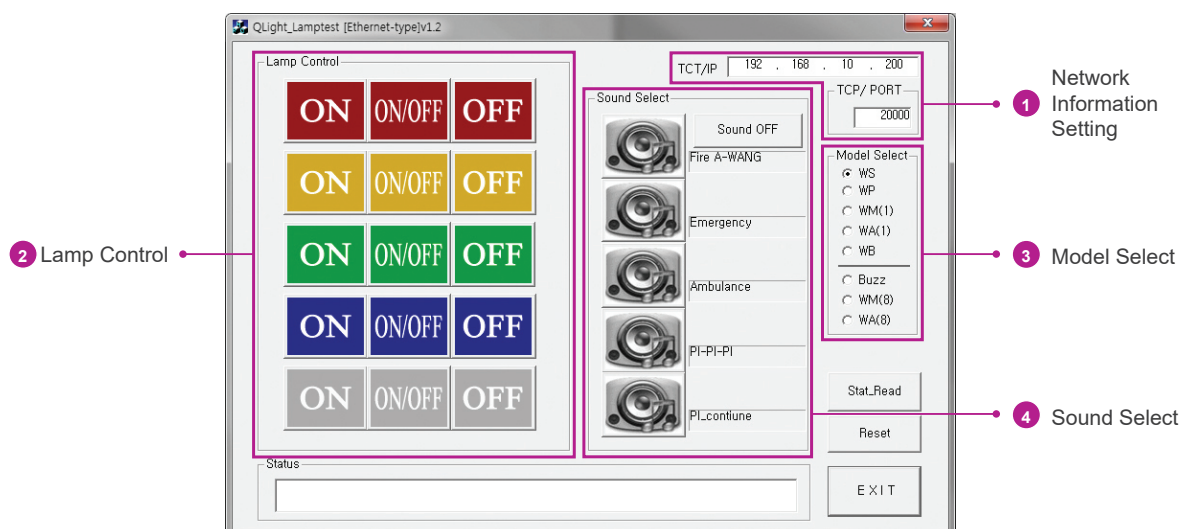 QLight_Lamptest [Ethernet-type]v1.2
Lamp Control
ON ON/OFF OFF
ON ON/OFF OFF
ON ON/OFF OFF
ON ON/OFF OFF
ON ON/OFF OFF
TCT/IP 192 . 168 . 10 . 200
TCP/ PORT
20000
Sound Select
Sound OFF
Fire A-WANG
Emergency
Ambulance
PI-PI-PI
PI_contiune
Model Select
WS
WP
WM(1)
WA(1)
WB
Buzz
WM(8)
WA(8)
Stat_Read
Reset
EXIT
Status
1 Network
Information
Setting
2 Lamp Control
3 Model Select
4 Sound Select